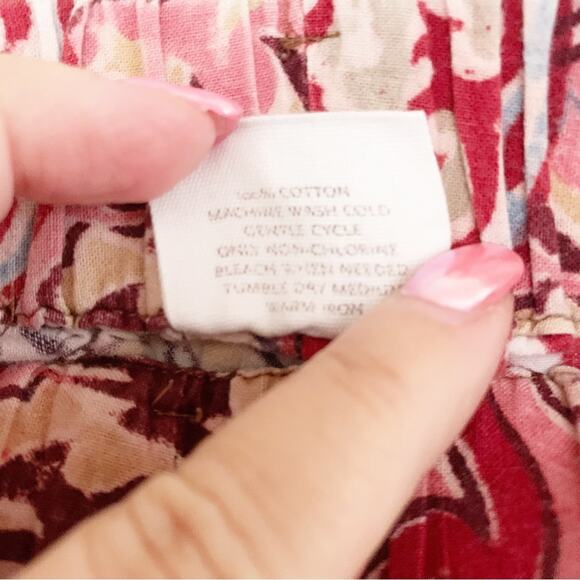 100% COTTON
MACHINE WASH COLD
GENTLE CYCLE
ONLY NON-CHLORINE
BLEACH WHEN NEEDED
TUMBLE DRY MEDIUM
WARM IRON